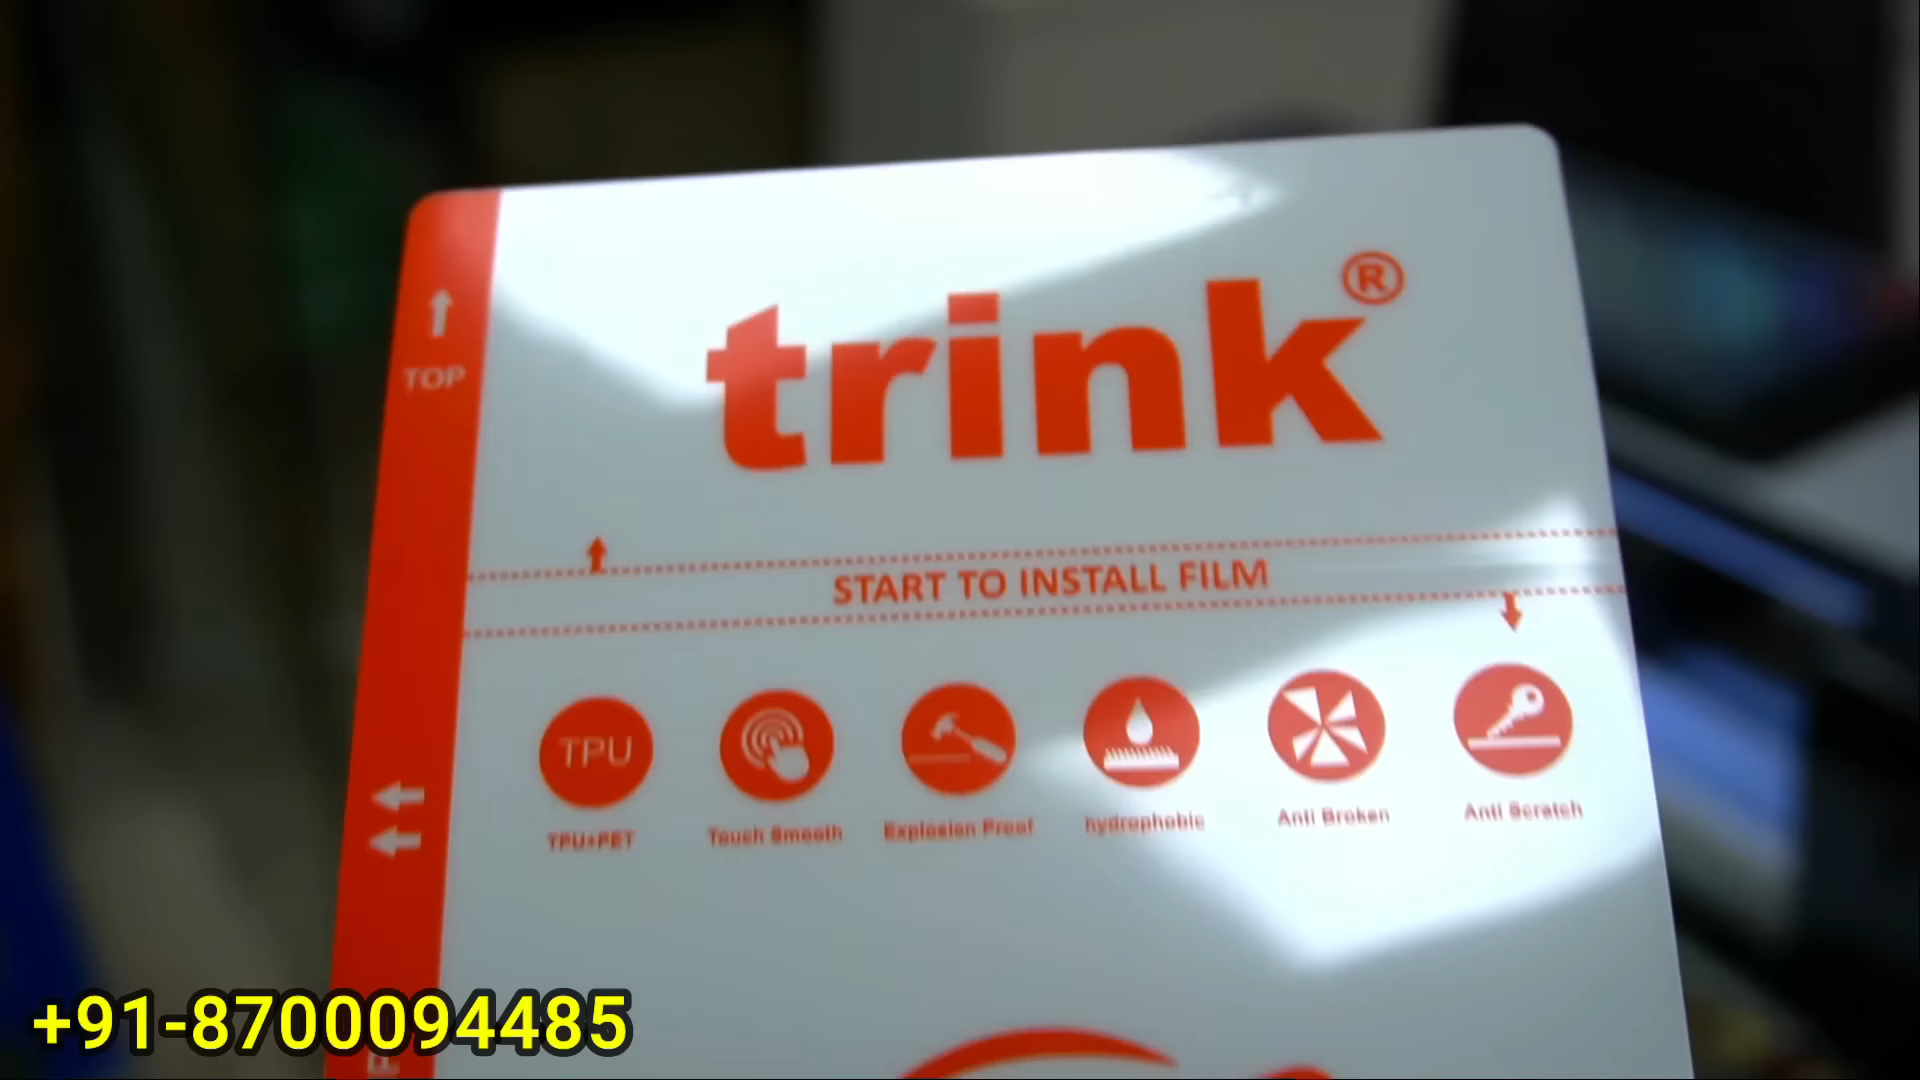 trink®
TOP
START TO INSTALL FILM
TPU
TPU+PET
Touch Smooth
Explosion Proof
hydrophobic
Anti Broken
Anti Scratch
+91-8700094485